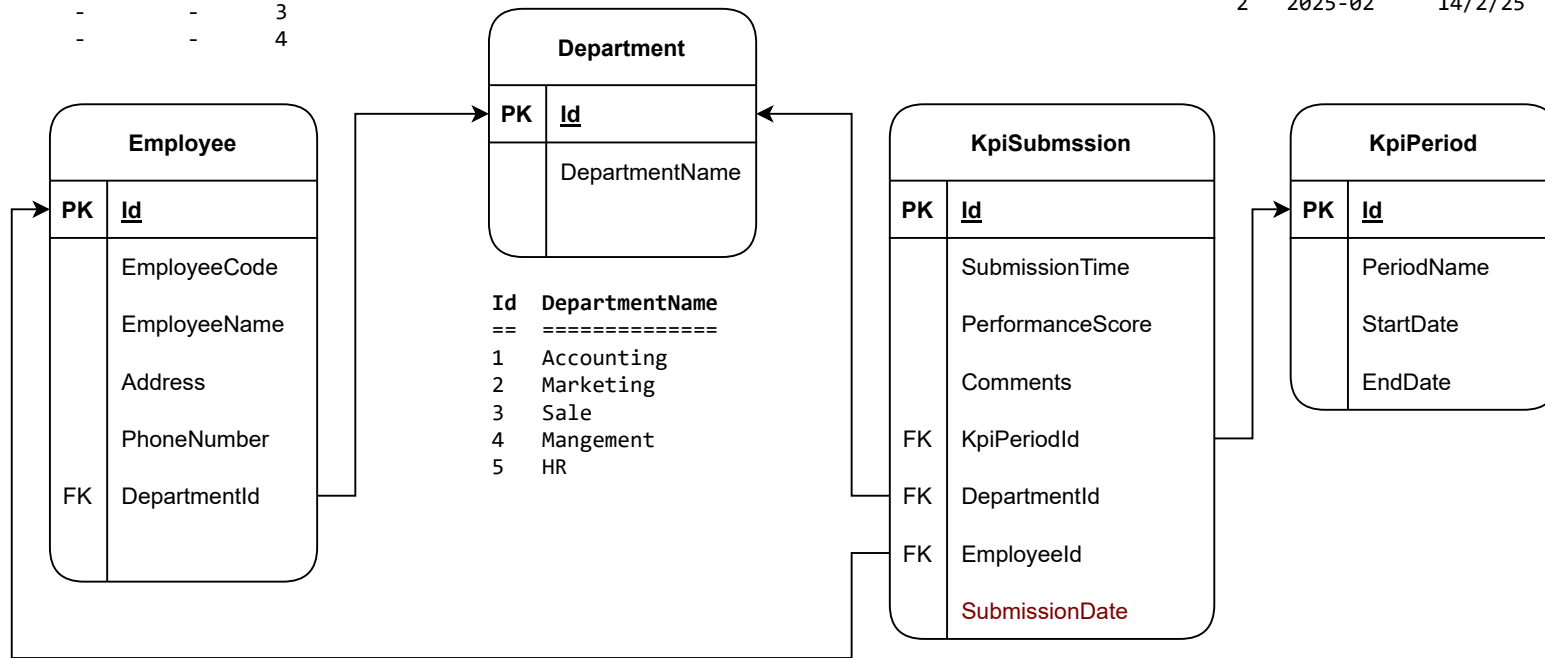 -       -     3
-       -     4
2   2025-02     14/2/25
Department
PK Id
DepartmentName
Employee
PK Id
EmployeeCode
EmployeeName
Address
PhoneNumber
FK DepartmentId
Id  DepartmentName
==  ==============
1   Accounting
2   Marketing
3   Sale
4   Mangement
5   HR
KpiSubmssion
PK Id
SubmissionTime
PerformanceScore
Comments
FK KpiPeriodId
FK DepartmentId
FK EmployeeId
SubmissionDate
KpiPeriod
PK Id
PeriodName
StartDate
EndDate